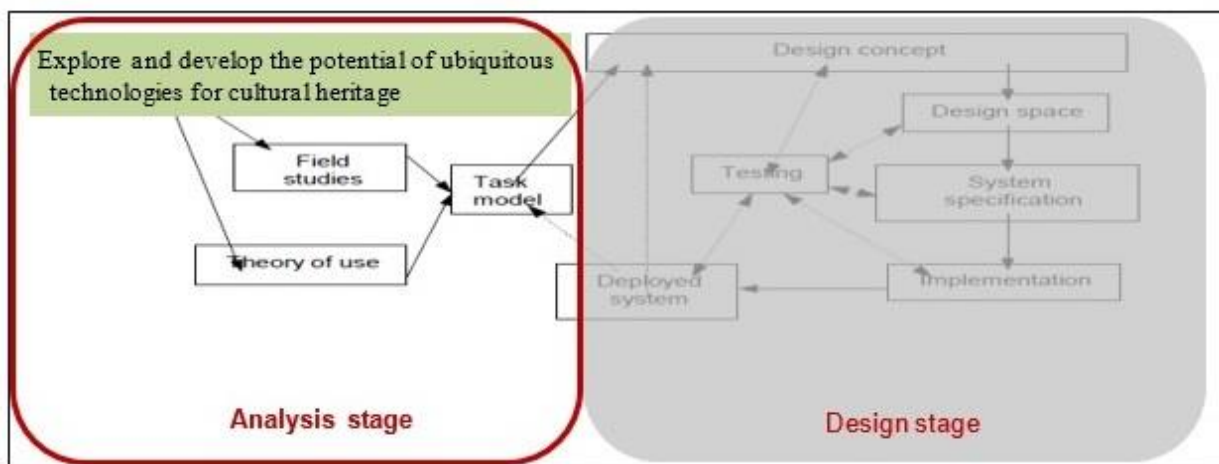 Explore and develop the potential of ubiquitous
technologies for cultural heritage
Design concept
Design space
Field
studies
Task
model
Testing
System
specification
Theory of use
Deployed
system
Implementation
Analysis stage
Design stage